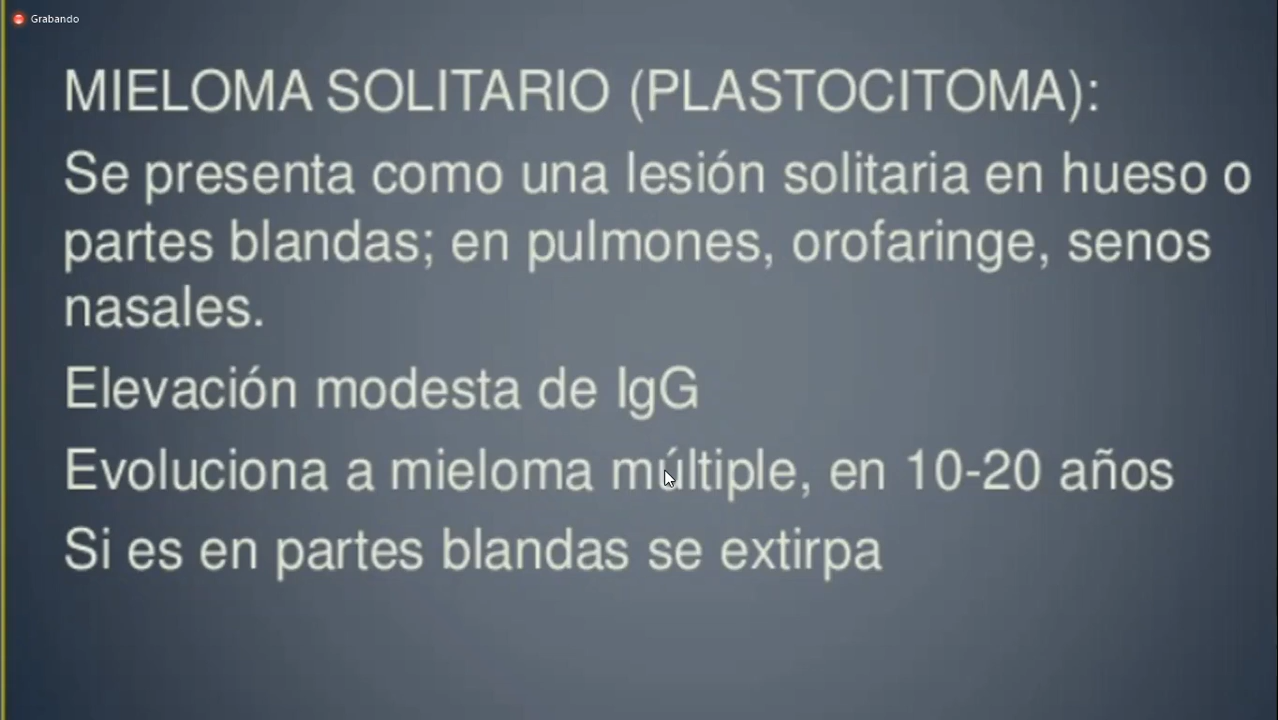 Grabando
MIELOMA SOLITARIO (PLASTOCITOMA):
Se presenta como una lesión solitaria en hueso o
partes blandas; en pulmones, orofaringe, senos
nasales.
Elevación modesta de IgG
Evoluciona a mieloma múltiple, en 10-20 años
Si es en partes blandas se extirpa